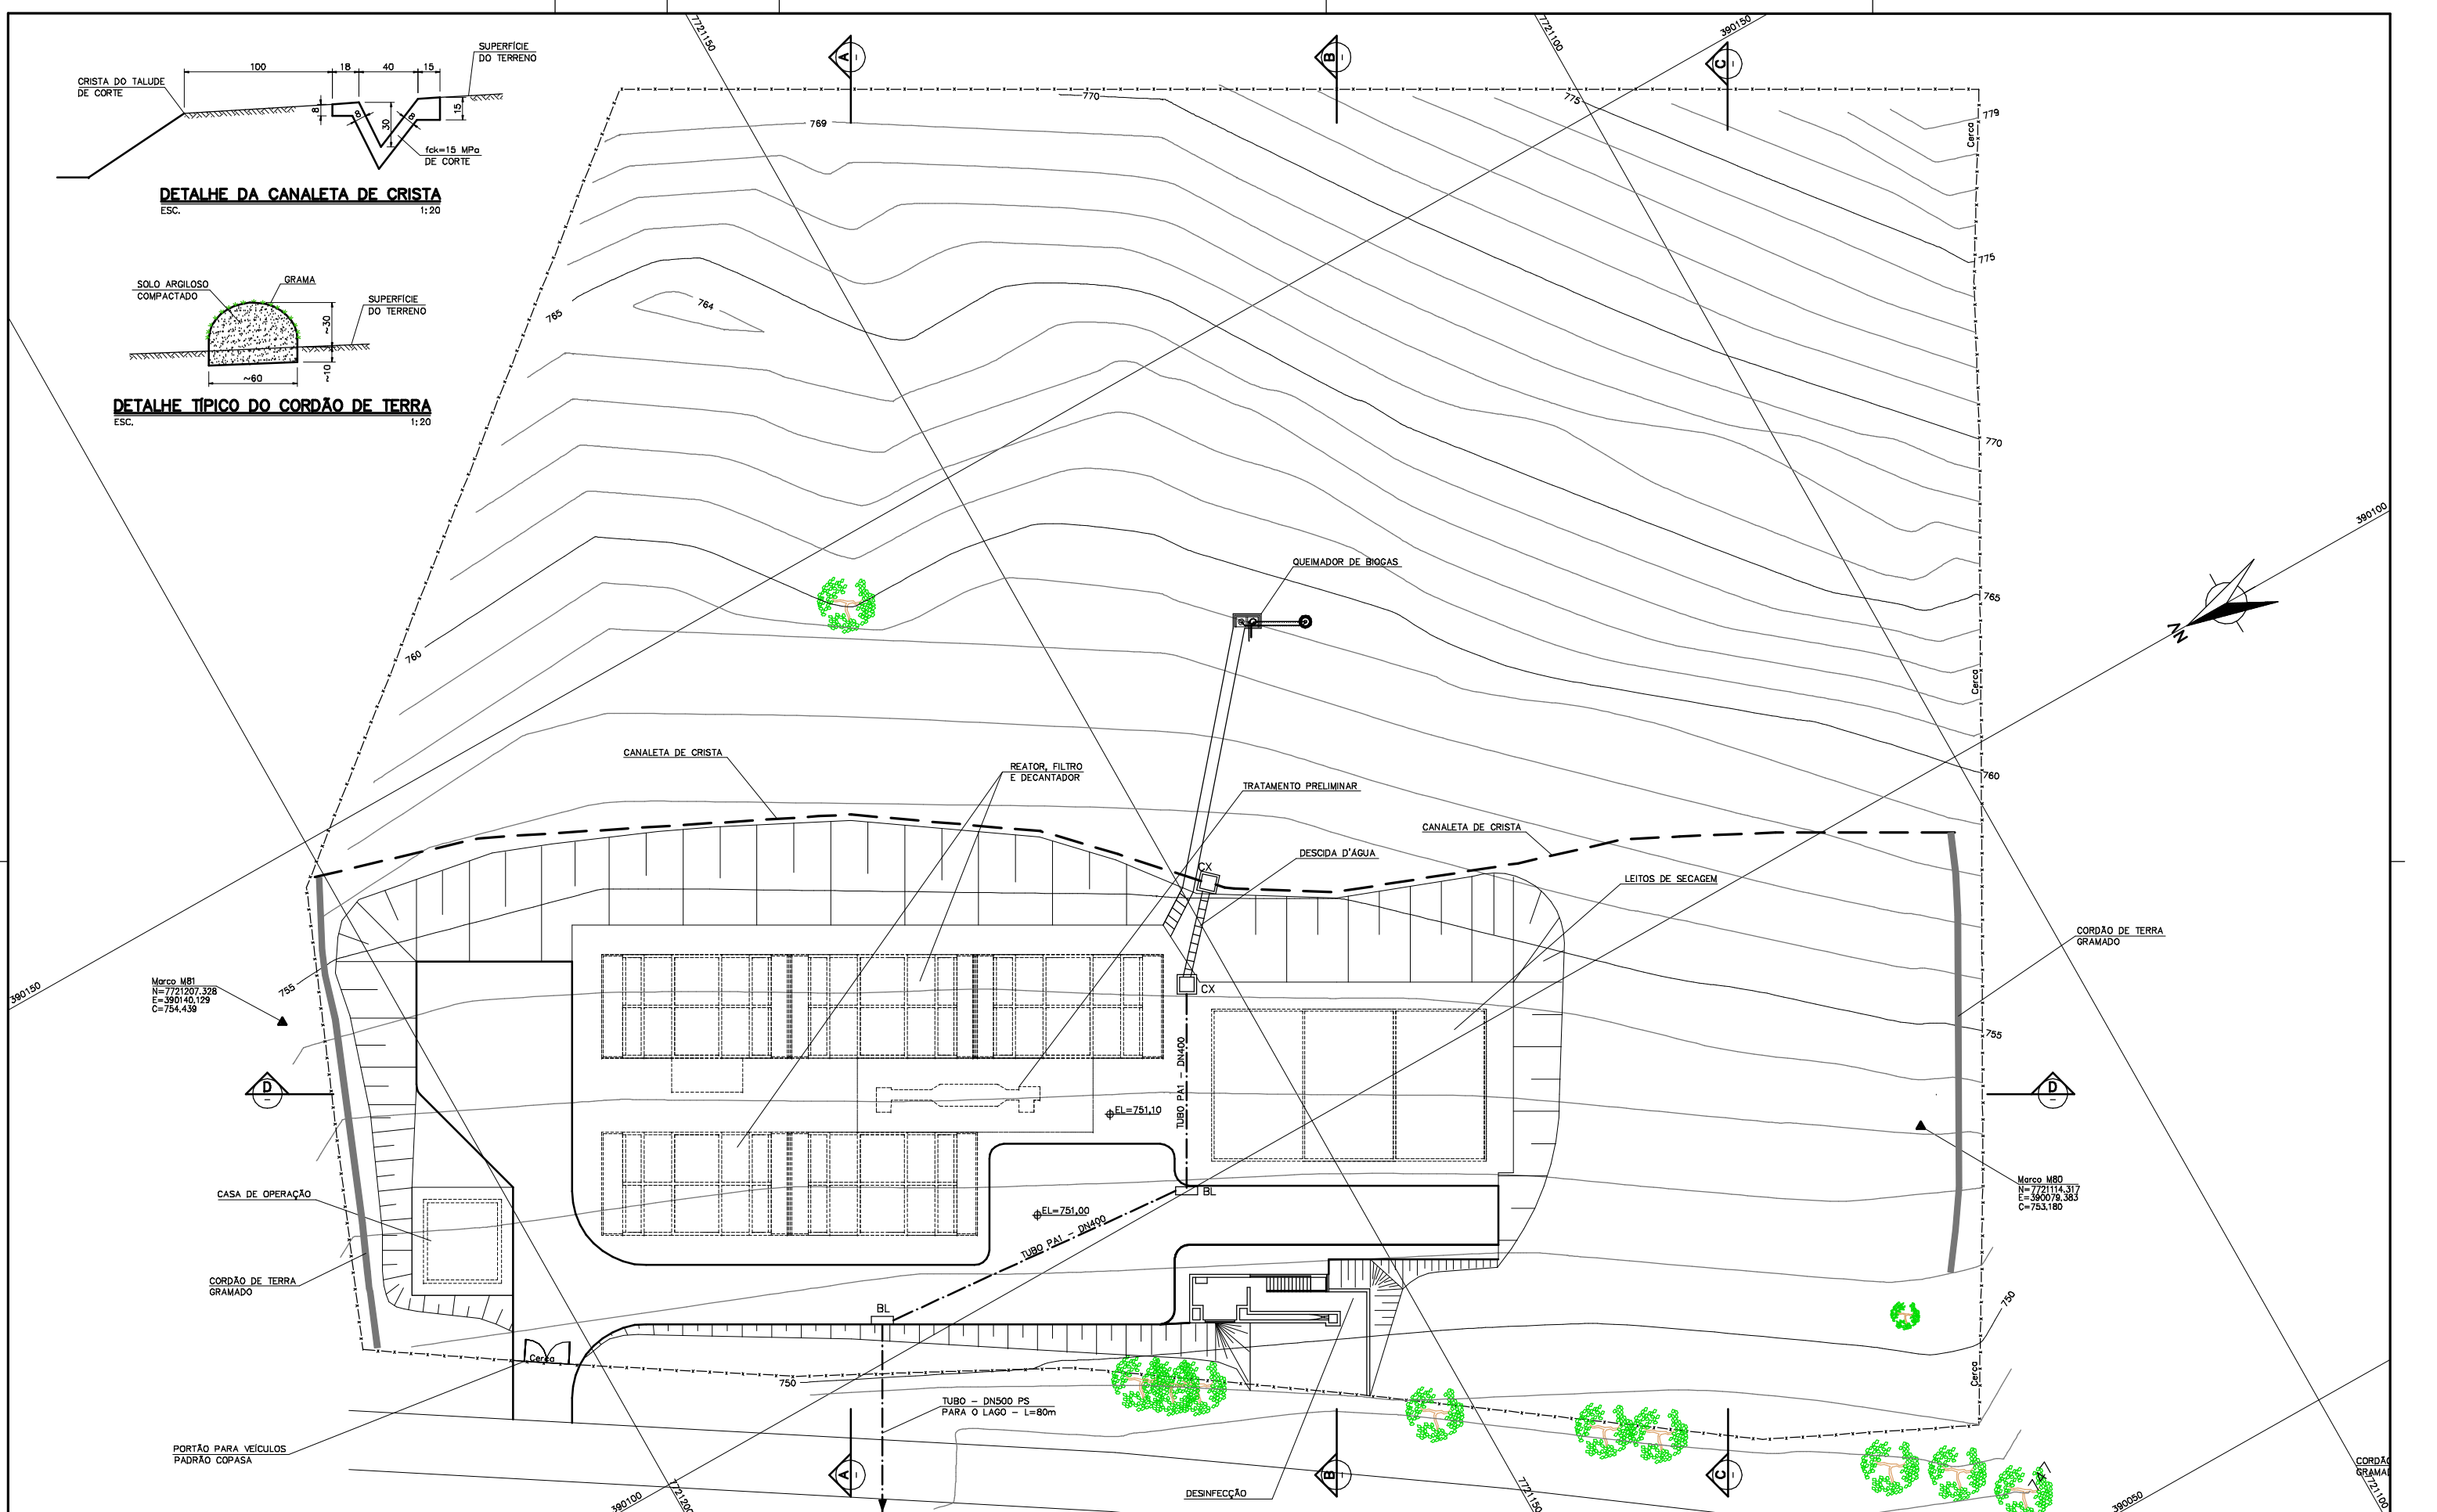 7721150
7721100
390150
A
B
C
SUPERFÍCIE
DO TERRENO
100
18
40
15
CRISTA DO TALUDE
DE CORTE
8
8
30
8
15
fck=15 MPa
DE CORTE
DETALHE DA CANALETA DE CRISTA
ESC.
1:20
770
775
779
769
Cerca
SOLO ARGILOSO
COMPACTADO
GRAMA
SUPERFÍCIE
DO TERRENO
~30
~10
~60
DETALHE TÍPICO DO CORDÃO DE TERRA
ESC.
1:20
775
764
765
770
390100
QUEIMADOR DE BIOGAS
765
N
760
Cerca
CANALETA DE CRISTA
REATOR, FILTRO
E DECANTADOR
TRATAMENTO PRELIMINAR
760
CANALETA DE CRISTA
DESCIDA D'ÁGUA
CX
LEITOS DE SECAGEM
CORDÃO DE TERRA
GRAMADO
390150
Marco M81
N=7721207.328
E=390140.129
C=754,439
755
CX
755
TUBO PA1 - DN400
D
-
EL=751,10
D
-
CASA DE OPERAÇÃO
BL
Marco M80
N=7721114.317
E=390079.383
C=753,180
EL=751,00
TUBO PA1 - DN400
CORDÃO DE TERRA
GRAMADO
BL
750
Cerca
750
Cerca
TUBO - DN500 PS
PARA O LAGO - L=80m
PORTÃO PARA VEÍCULOS
PADRÃO COPASA
A
B
C
747
CORDÃO
GRAMAD
DESINFECÇÃO
390100
7721200
7721150
390050
7721100